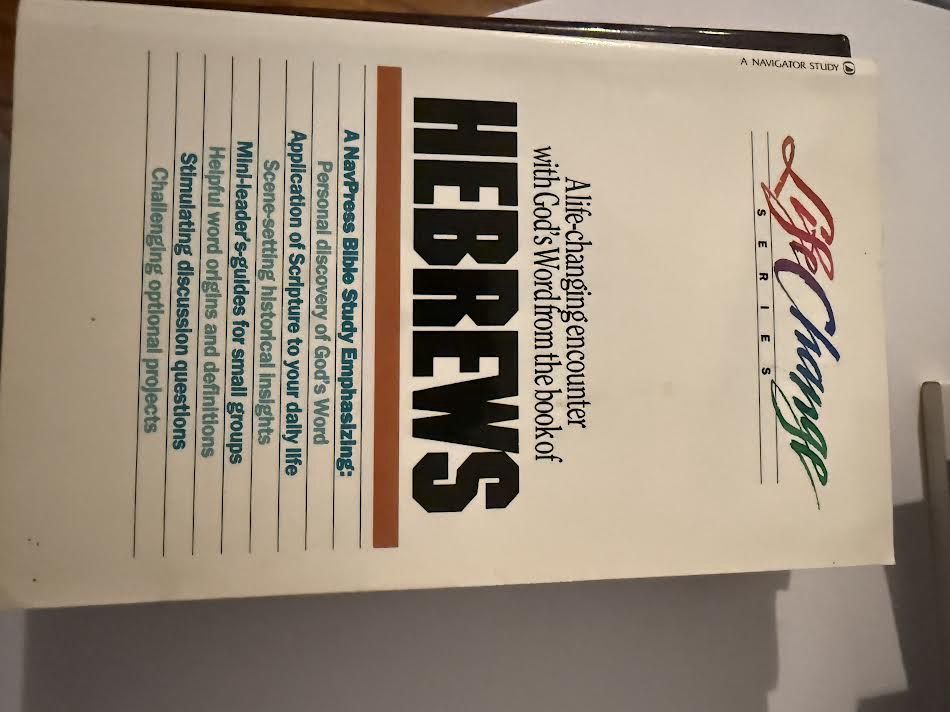 A NAVIGATOR STUDY
LifeChange
SERIES
A life-changing encounter
with God's Word from the book of
HEBREWS
A NavPress Bible Study Emphasizing:
Personal discovery of God's Word
Application of Scripture to your daily life
Scene-setting historical insights
Mini-leader's-guides for small groups
Helpful word origins and definitions
Stimulating discussion questions
Challenging optional projects